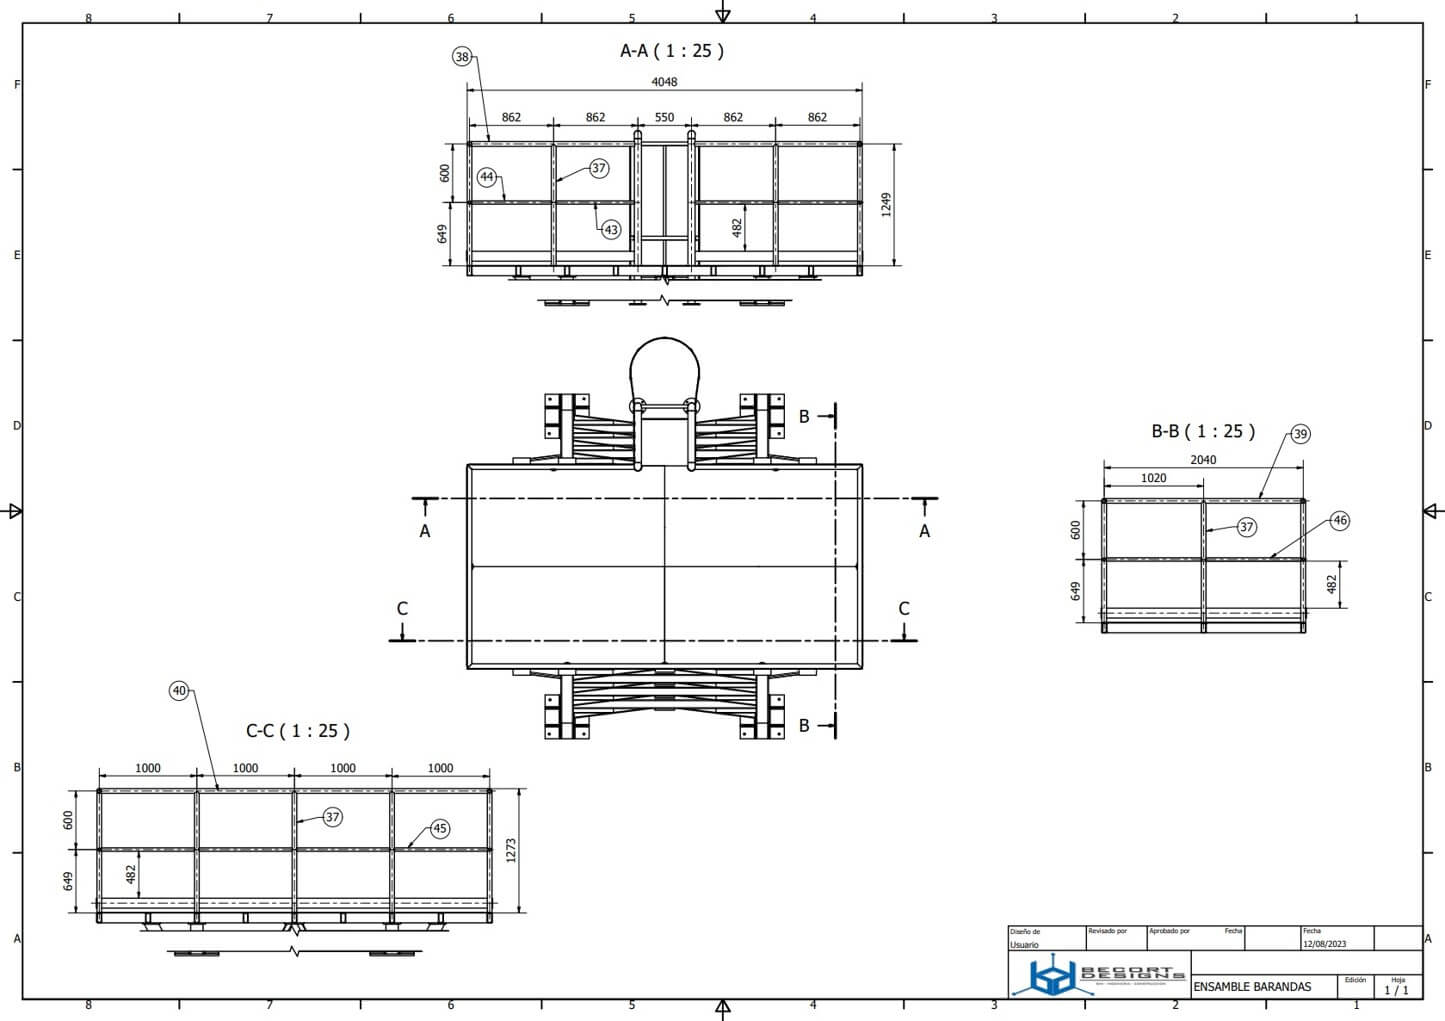 8 7 6 5 4 3 2 1
A-A ( 1 : 25 )
38
4048
862 862 550 862 862
F F
600
44
37
43
649
482
1249
E E
D D
B
A A
C C
B
B-B ( 1 : 25 )
39
2040
1020
600
37
46
649
482
C C
40
C-C ( 1 : 25 )
1000 1000 1000 1000
B B
600
37
45
649
482
1273
A A
Diseño de Revisado por Aprobado por Fecha Fecha
Usuario 12/08/2023
BECORT
DESIGNS
ENSAMBLE BARANDAS
Edición Hoja
1 / 1
8 7 6 5 4 3 2 1